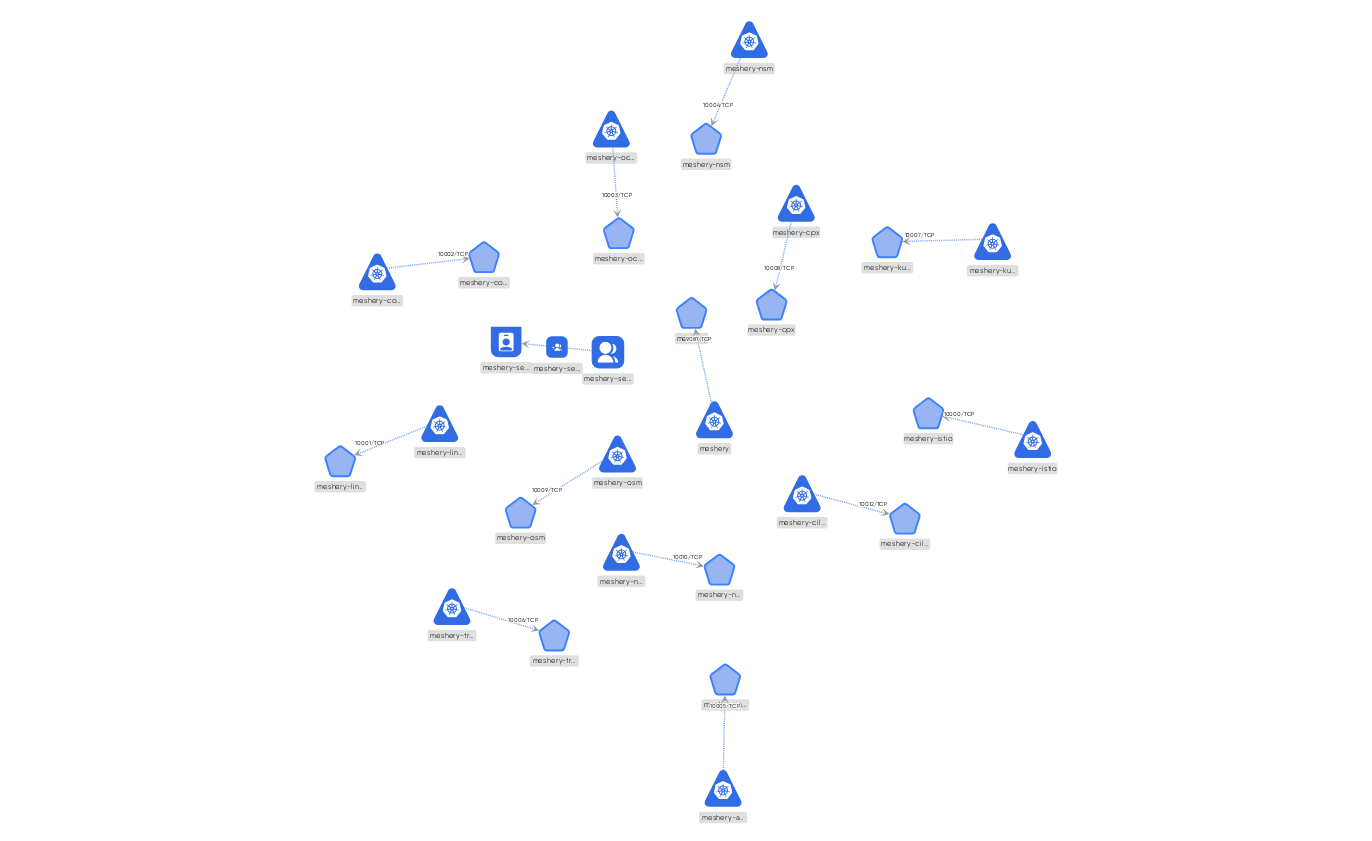 meshery-nsm
10004/TCP
meshery-nsm
meshery-oc...
10003/TCP
meshery-oc...
meshery-cpx
10008/TCP
meshery-cpx
10007/TCP
meshery-ku...
meshery-ku...
10002/TCP
meshery-co...
meshery-co...
meshery-se...
meshery-se...
meshery-se...
meshery
10001/TCP
meshery-lin...
meshery-lin...
10000/TCP
meshery-istio
meshery-istio
meshery-osm
10009/TCP
meshery-osm
10012/TCP
meshery-cil...
meshery-cil...
10010/TCP
meshery-n...
meshery-n...
10006/TCP
meshery-tr...
meshery-tr...
10005/TCP
meshery-a...